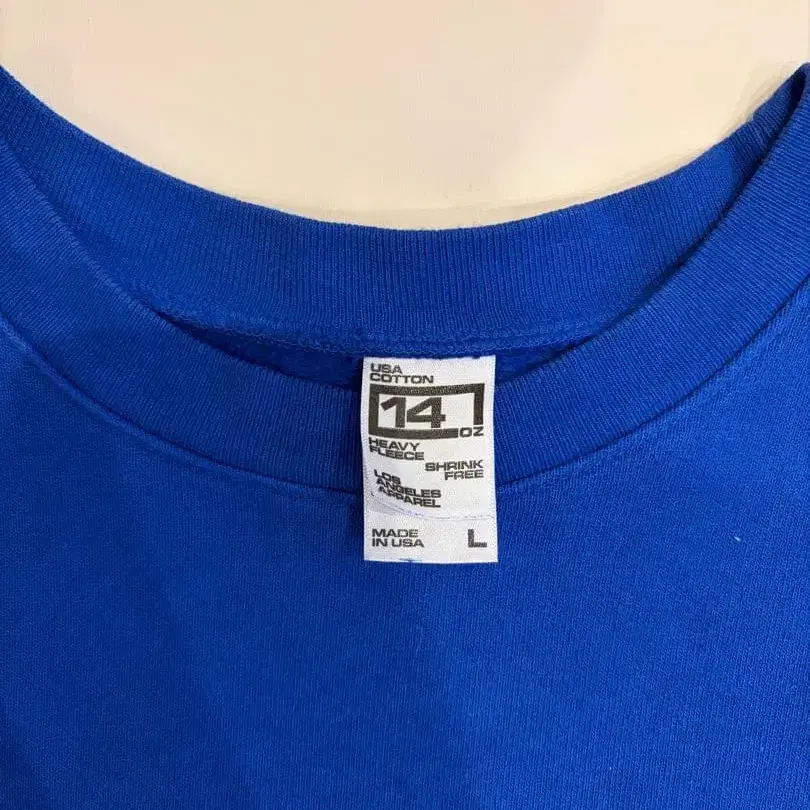 USA
COTTON
14
OZ
HEAVY
FLEECE
SHRINK
FREE
LOS
ANGELES
APPAREL
MADE
IN USA
L